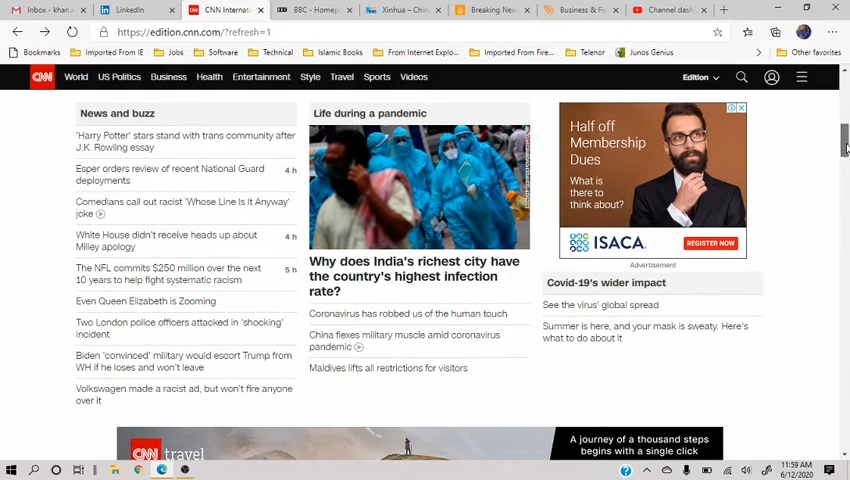 Inbox - khan.
LinkedIn
CNN Internat
BBC - Homep
Xinhua – Chin
Breaking New
Business & Fi
Channel dash
https://edition.cnn.com/?refresh=1
Bookmarks
Imported From IE
Jobs
Software
Technical
Islamic Books
From Internet Explo...
Imported From Fire...
Telenor
Junos Genius
Other favorites
CNN
World
US Politics
Business
Health
Entertainment
Style
Travel
Sports
Videos
Edition
News and buzz
'Harry Potter' stars stand with trans community after
J.K. Rowling essay
Esper orders review of recent National Guard
deployments
4 h
Comedians call out racist 'Whose Line Is It Anyway'
joke
White House didn't receive heads up about
Milley apology
4 h
The NFL commits $250 million over the next
10 years to help fight systematic racism
5 h
Even Queen Elizabeth is Zooming
Two London police officers attacked in 'shocking'
incident
Biden 'convinced' military would escort Trump from
WH if he loses and won't leave
Volkswagen made a racist ad, but won't fire anyone
over it
Life during a pandemic
Why does India's richest city have
the country's highest infection
rate?
Coronavirus has robbed us of the human touch
China flexes military muscle amid coronavirus
pandemic
Maldives lifts all restrictions for visitors
Half off
Membership
Dues
What is
there to
think about?
ISACA.
REGISTER NOW
Advertisement
Covid-19's wider impact
See the virus' global spread
Summer is here, and your mask is sweaty. Here's
what to do about it
CNN travel
A journey of a thousand steps
begins with a single click
11:59 AM
6/12/2020